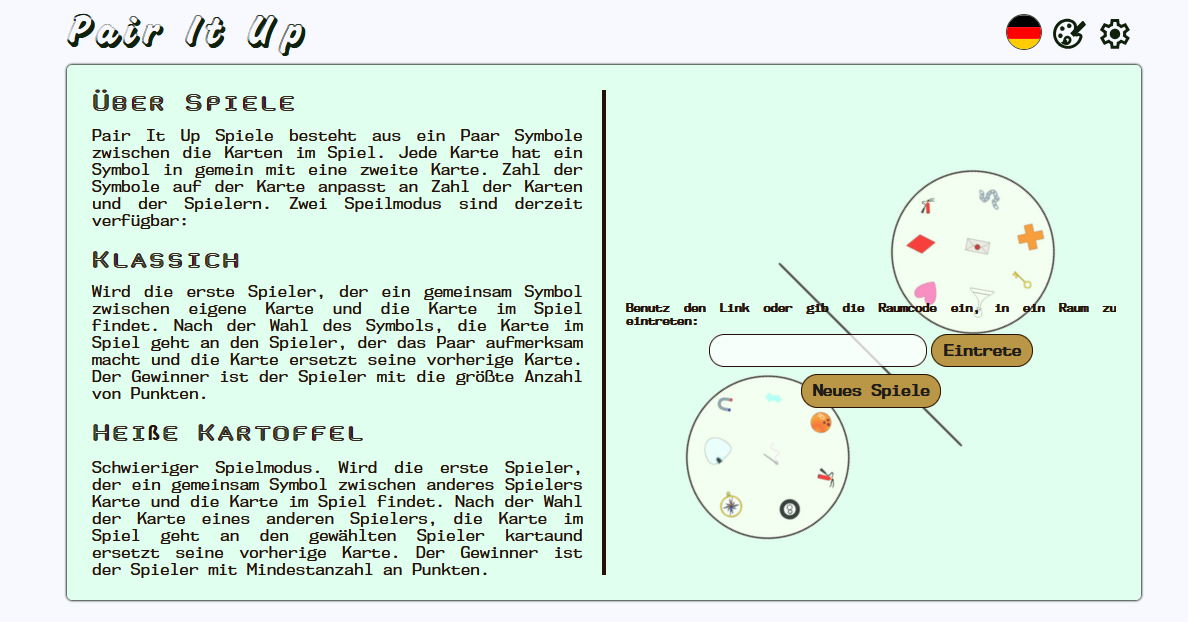 Pair It Up
Über Spiele
Pair It Up Spiele besteht aus ein Paar Symbole
zwischen die Karten im Spiel. Jede Karte hat ein
Symbol in gemein mit eine zweite Karte. Zahl der
Symbole auf der Karte anpasst an Zahl der Karten
und der Spielern. Zwei Speilmodus sind derzeit
verfügbar:
Klassich
Wird die erste Spieler, der ein gemeinsam Symbol
zwischen eigene Karte und die Karte im Spiel
findet. Nach der Wahl des Symbols, die Karte im
Spiel geht an den Spieler, der das Paar aufmerksam
macht und die Karte ersetzt seine vorherige Karte.
Der Gewinner ist der Spieler mit die größte Anzahl
von Punkten.
Heiße Kartoffel
Schwieriger Spielmodus. Wird die erste Spieler,
der ein gemeinsam Symbol zwischen anderes Spielers
Karte und die Karte im Spiel findet. Nach der Wahl
der Karte eines anderen Spielers, die Karte im
Spiel geht an den gewählten Spieler kartaund
ersetzt seine vorherige Karte. Der Gewinner ist
der Spieler mit Mindestanzahl an Punkten.
Benutz den Link oder gib die Raumcode ein, in ein Raum zu
eintreten:
Eintrete
Neues Spiele
8